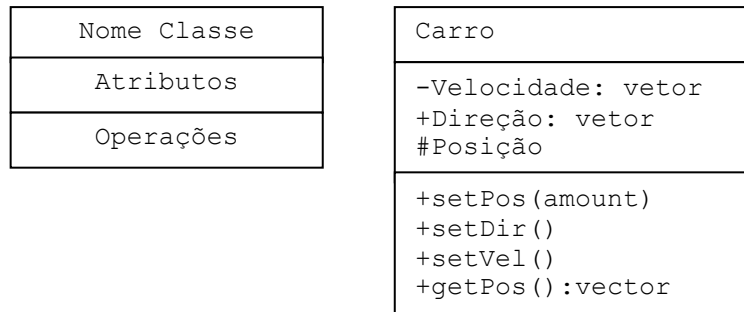 Nome Classe
Atributos
Operações
Carro
-Velocidade: vetor
+Direção: vetor
#Posição
+setPos(amount)
+setDir()
+setVel()
+getPos():vector